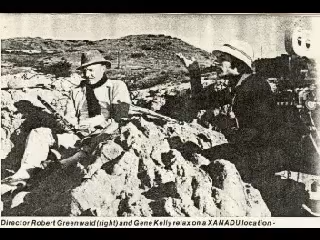 Director Robert Greenwald (right) and Gene Kelly relax on a XANADU location -